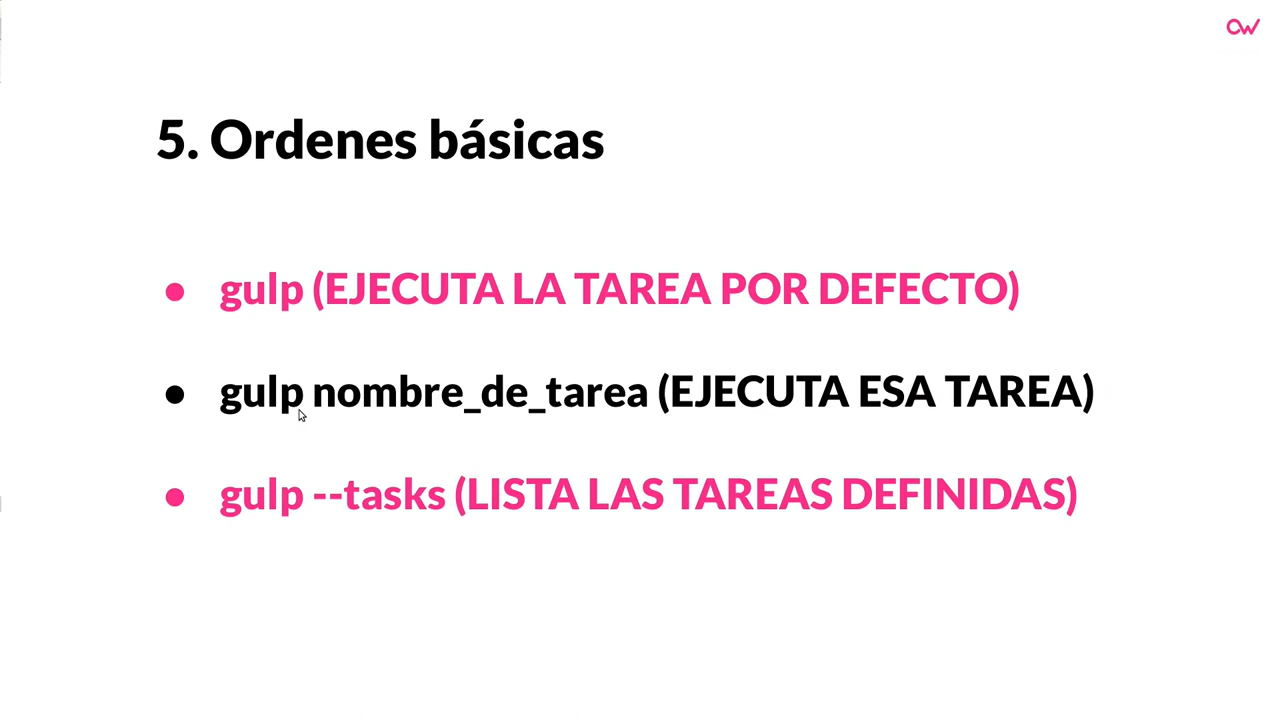 5. Ordenes básicas
● gulp (EJECUTA LA TAREA POR DEFECTO)
● gulp nombre_de_tarea (EJECUTA ESA TAREA)
● gulp --tasks (LISTA LAS TAREAS DEFINIDAS)